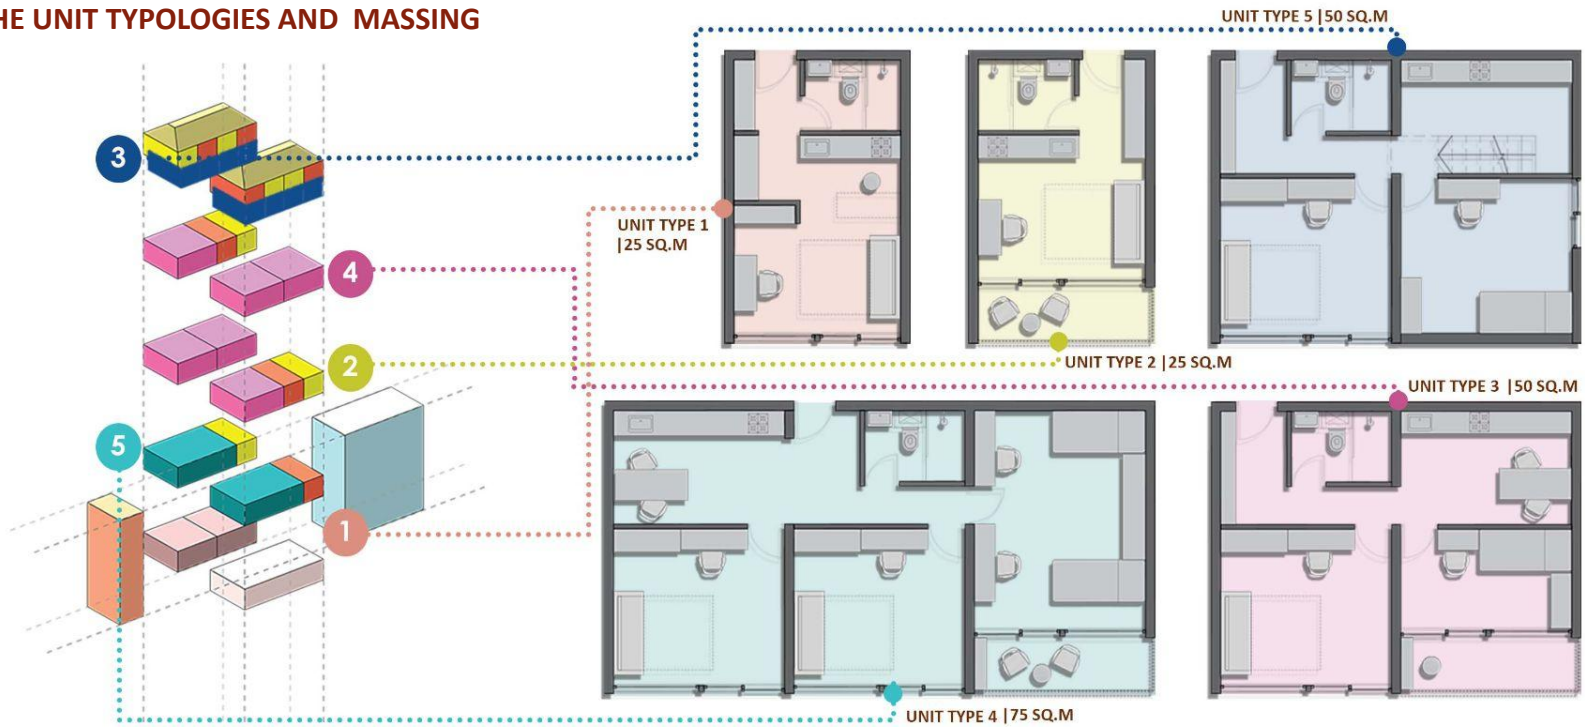 HE UNIT TYPOLOGIES AND MASSING
UNIT TYPE 5 |50 SQ.M
3
UNIT TYPE 1
|25 SQ.M
4
2
UNIT TYPE 2 |25 SQ.M
UNIT TYPE 3 |50 SQ.M
5
1
UNIT TYPE 4 |75 SQ.M